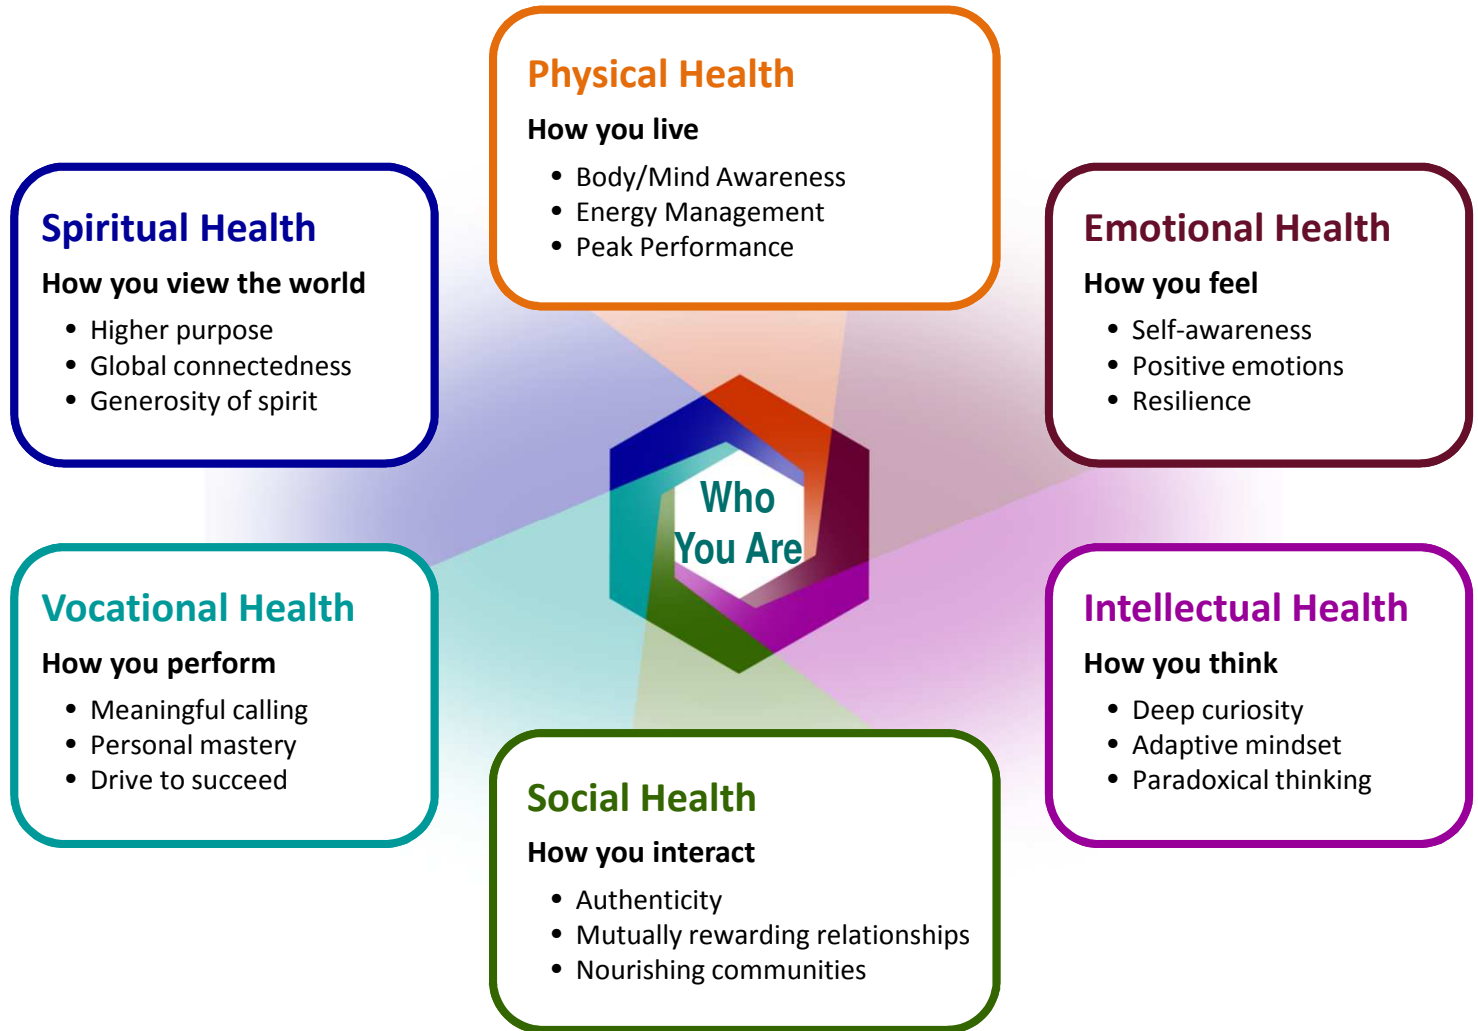 Physical Health
How you live
• Body/Mind Awareness
• Energy Management
• Peak Performance
Spiritual Health
How you view the world
• Higher purpose
• Global connectedness
• Generosity of spirit
Emotional Health
How you feel
• Self-awareness
• Positive emotions
• Resilience
Who
You Are
Vocational Health
How you perform
• Meaningful calling
• Personal mastery
• Drive to succeed
Intellectual Health
How you think
• Deep curiosity
• Adaptive mindset
• Paradoxical thinking
Social Health
How you interact
• Authenticity
• Mutually rewarding relationships
• Nourishing communities